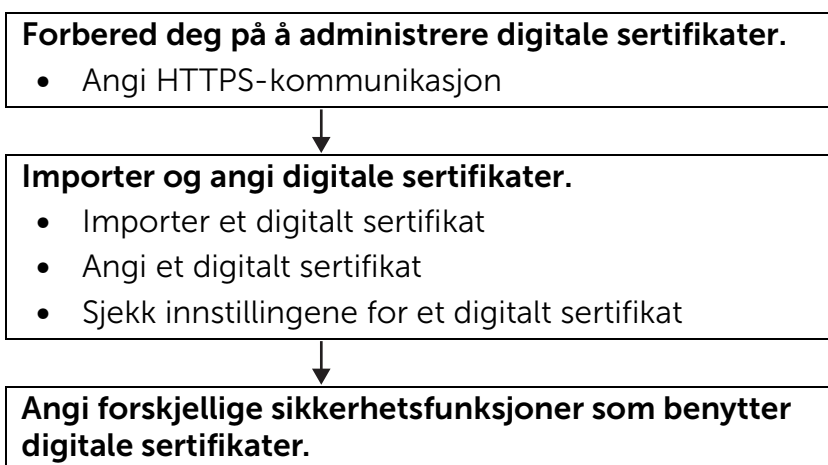 Forbered deg på å administrere digitale sertifikater.
• Angi HTTPS-kommunikasjon
Importer og angi digitale sertifikater.
• Importer et digitalt sertifikat
• Angi et digitalt sertifikat
• Sjekk innstillingene for et digitalt sertifikat
Angi forskjellige sikkerhetsfunksjoner som benytter
digitale sertifikater.